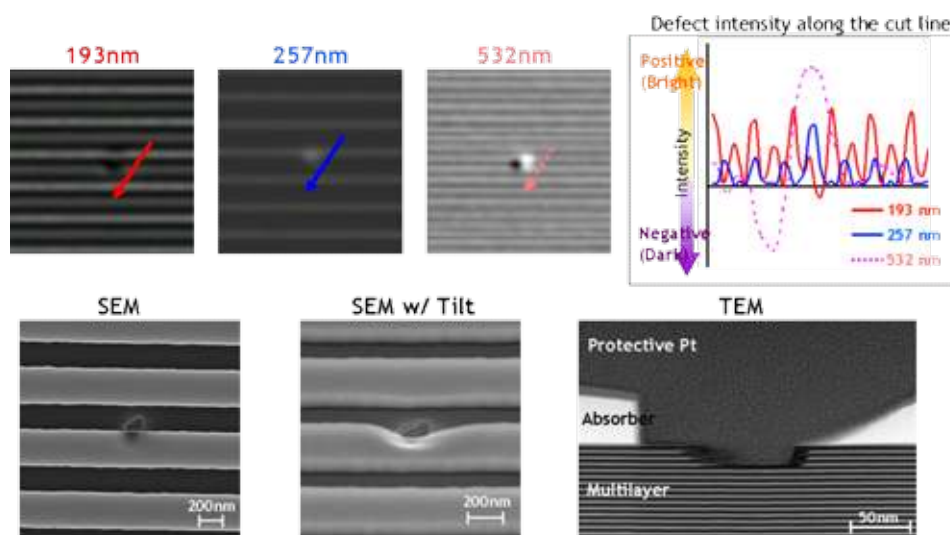 Defect intensity along the cut line
193nm
257nm
532nm
Positive
(Bright)
Intensity
Negative
(Dark)
193 nm
257 nm
532 nm
SEM
SEM w/ Tilt
TEM
Protective Pt
Absorber
Multilayer
200nm
200nm
50nm